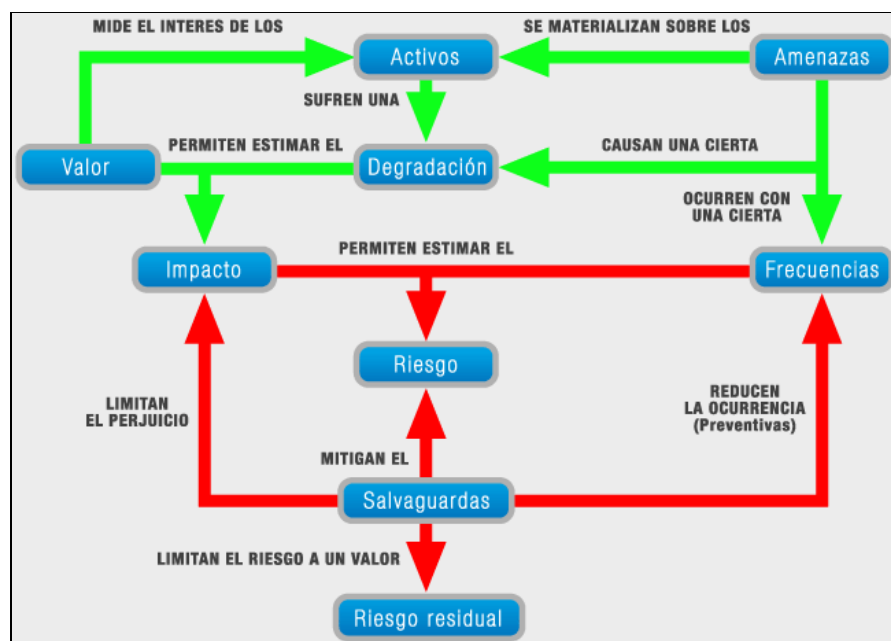 MIDE EL INTERES DE LOS
SE MATERIALIZAN SOBRE LOS
Activos
Amenazas
SUFREN UNA
PERMITEN ESTIMAR EL
CAUSAN UNA CIERTA
Valor
Degradación
OCURREN CON
UNA CIERTA
PERMITEN ESTIMAR EL
Impacto
Frecuencias
Riesgo
LIMITAN
EL PERJUICIO
REDUCEN
LA OCURRENCIA
(Preventivas)
MITIGAN EL
Salvaguardas
LIMITAN EL RIESGO A UN VALOR
Riesgo residual